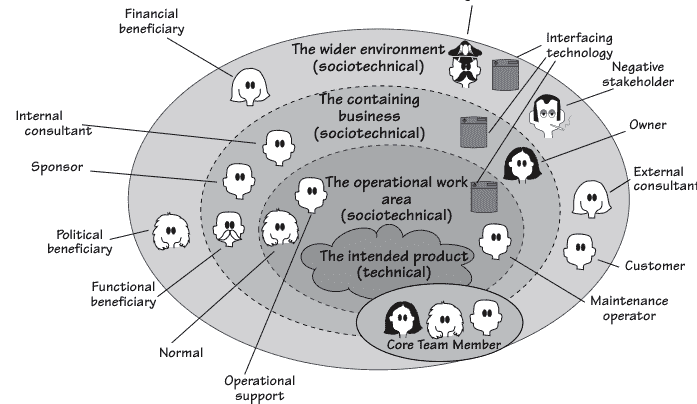 Financial
beneficiary
The wider environment
(sociotechnical)
Interfacing
technology
Negative
stakeholder
The containing
business
(sociotechnical)
Internal
consultant
Owner
Sponsor
External
consultant
The operational work
area
(sociotechnical)
Political
beneficiary
The intended product
(technical)
Customer
Functional
beneficiary
Maintenance
operator
Core Team Member
Normal
Operational
support